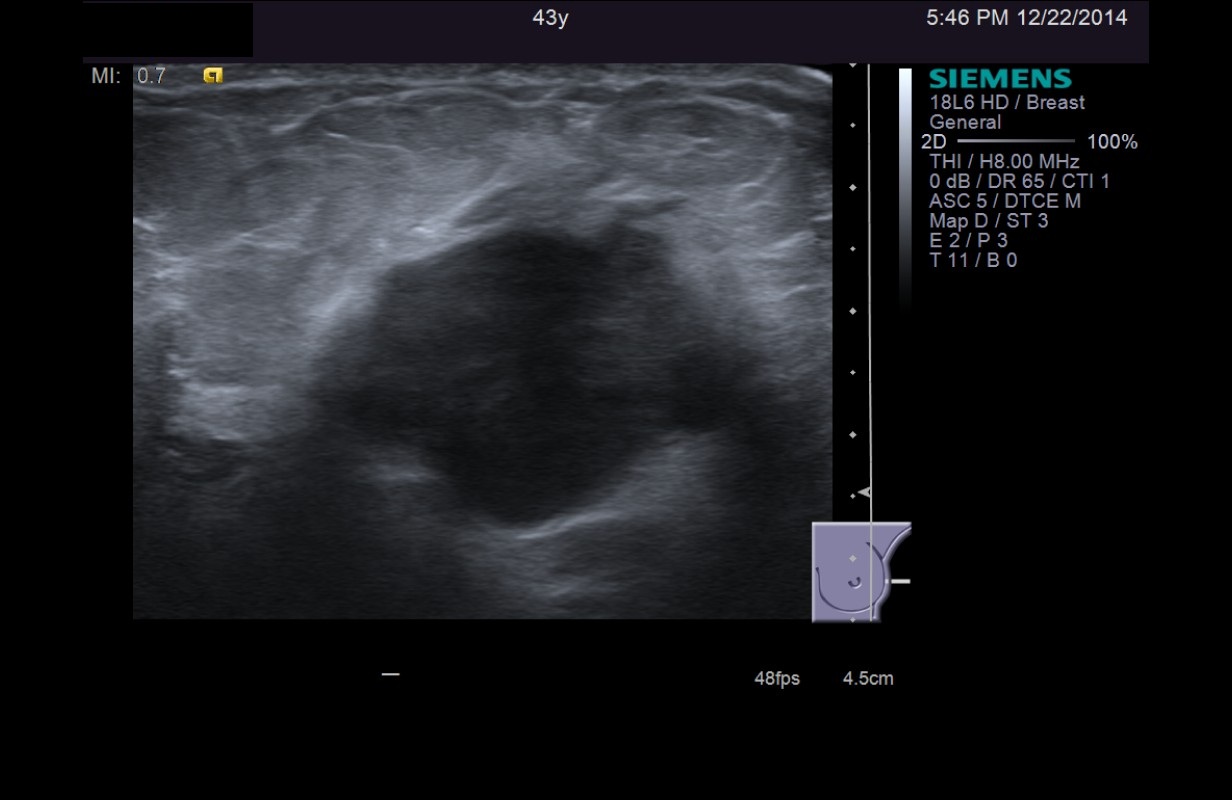 43y
5:46 PM 12/22/2014
MI: 0.7
SIEMENS
18L6 HD / Breast
General
2D 100%
THI / H8.00 MHz
0 dB / DR 65 / CTI 1
ASC 5 / DTCE M
Map D / ST 3
E 2 / P 3
T 11 / B 0
48fps 4.5cm